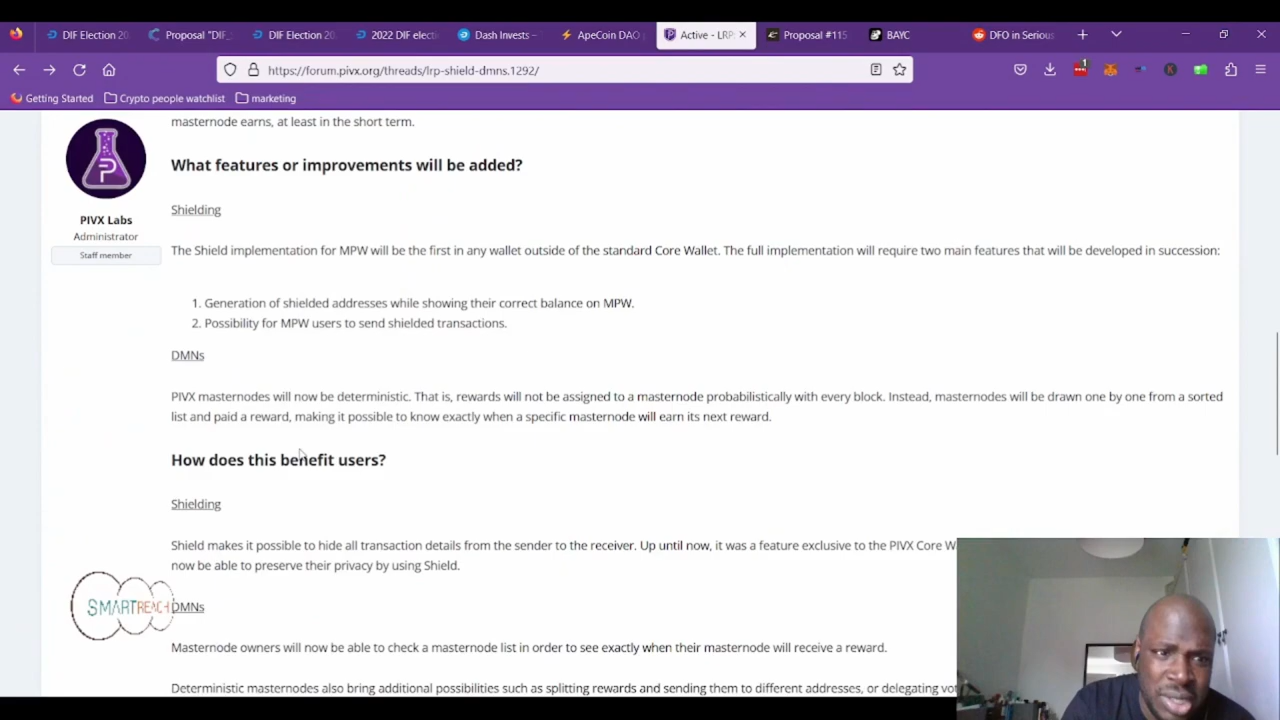 DIF Election 20
Proposal "DIF_
DIF Election 20
2022 DIF electi
Dash Invests –
ApeCoin DAO
Active - LRP
Proposal #115
BAYC
DFO in Serious
https://forum.pivx.org/threads/lrp-shield-dmns.1292/
1
Getting Started
Crypto people watchlist
marketing
masternode earns, at least in the short term.
What features or improvements will be added?
PIVX Labs
Administrator
Staff member
Shielding
The Shield implementation for MPW will be the first in any wallet outside of the standard Core Wallet. The full implementation will require two main features that will be developed in succession:
1. Generation of shielded addresses while showing their correct balance on MPW.
2. Possibility for MPW users to send shielded transactions.
DMNs
PIVX masternodes will now be deterministic. That is, rewards will not be assigned to a masternode probabilistically with every block. Instead, masternodes will be drawn one by one from a sorted
list and paid a reward, making it possible to know exactly when a specific masternode will earn its next reward.
How does this benefit users?
Shielding
Shield makes it possible to hide all transaction details from the sender to the receiver. Up until now, it was a feature exclusive to the PIVX Core W
now be able to preserve their privacy by using Shield.
SMARTREACH
DMNs
Masternode owners will now be able to check a masternode list in order to see exactly when their masternode will receive a reward.
Deterministic masternodes also bring additional possibilities such as splitting rewards and sending them to different addresses, or delegating vo